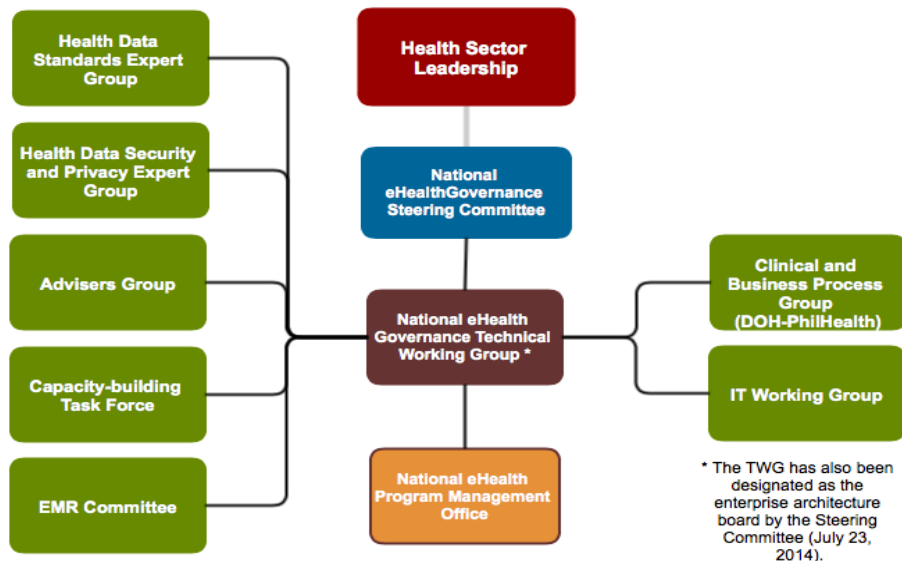 Health Data
Standards Expert
Group
Health Sector
Leadership
Health Data Security
and Privacy Expert
Group
National
eHealthGovernance
Steering Committee
Advisers Group
National eHealth
Governance Technical
Working Group *
Clinical and
Business Process
Group
(DOH-PhilHealth)
Capacity-building
Task Force
IT Working Group
EMR Committee
National eHealth
Program Management
Office
* The TWG has also been
designated as the
enterprise architecture
board by the Steering
Committee (July 23,
2014).